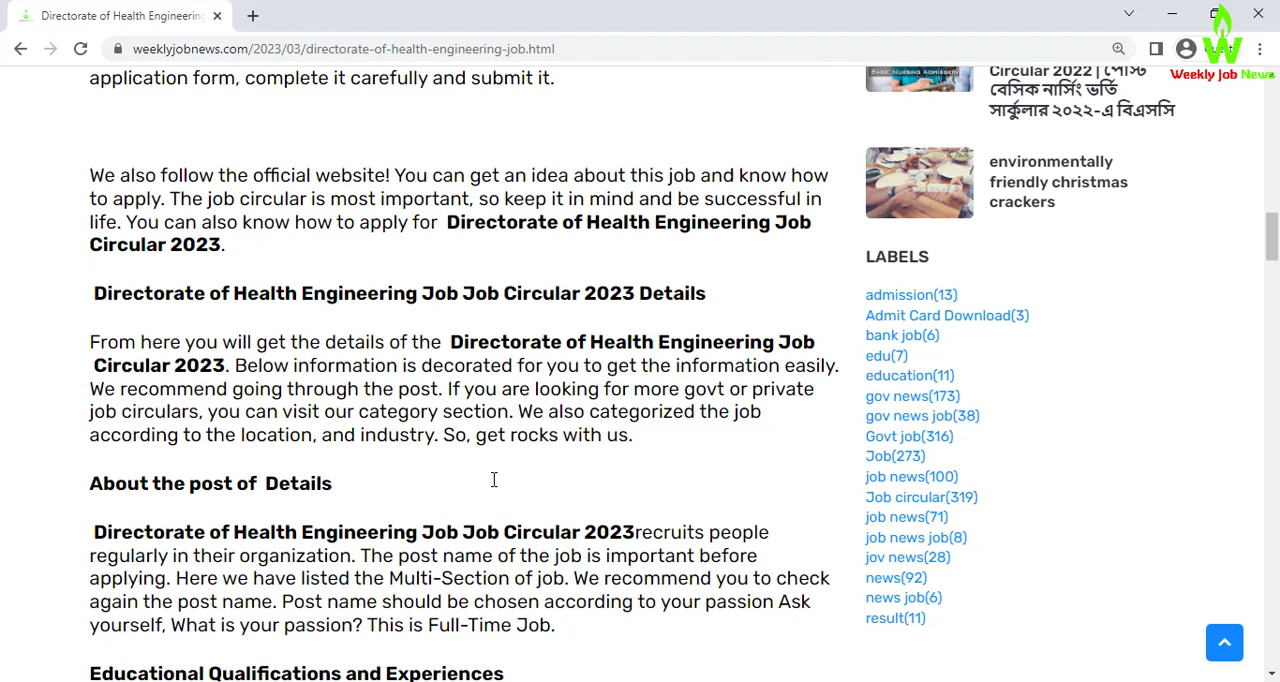 Directorate of Health Engineering
weeklyjobnews.com/2023/03/directorate-of-health-engineering-job.html
W
Weekly Job News
application form, complete it carefully and submit it.
We also follow the official website! You can get an idea about this job and know how
to apply. The job circular is most important, so keep it in mind and be successful in
life. You can also know how to apply for Directorate of Health Engineering Job
Circular 2023.
Directorate of Health Engineering Job Job Circular 2023 Details
From here you will get the details of the Directorate of Health Engineering Job
Circular 2023. Below information is decorated for you to get the information easily.
We recommend going through the post. If you are looking for more govt or private
job circulars, you can visit our category section. We also categorized the job
according to the location, and industry. So, get rocks with us.
About the post of Details
Directorate of Health Engineering Job Job Circular 2023recruits people
regularly in their organization. The post name of the job is important before
applying. Here we have listed the Multi-Section of job. We recommend you to check
again the post name. Post name should be chosen according to your passion Ask
yourself, What is your passion? This is Full-Time Job.
Educational Qualifications and Experiences
BASIC NURSING ADMISSION
Circular 2022 | পোস্ট
বেসিক নার্সিং ভর্তি
সার্কুলার ২০২২-এ বিএসসি
environmentally
friendly christmas
crackers
LABELS
admission(13)
Admit Card Download(3)
bank job(6)
edu(7)
education(11)
gov news(173)
gov news job(38)
Govt job(316)
Job(273)
job news(100)
Job circular(319)
job news(71)
job news job(8)
jov news(28)
news(92)
news job(6)
result(11)